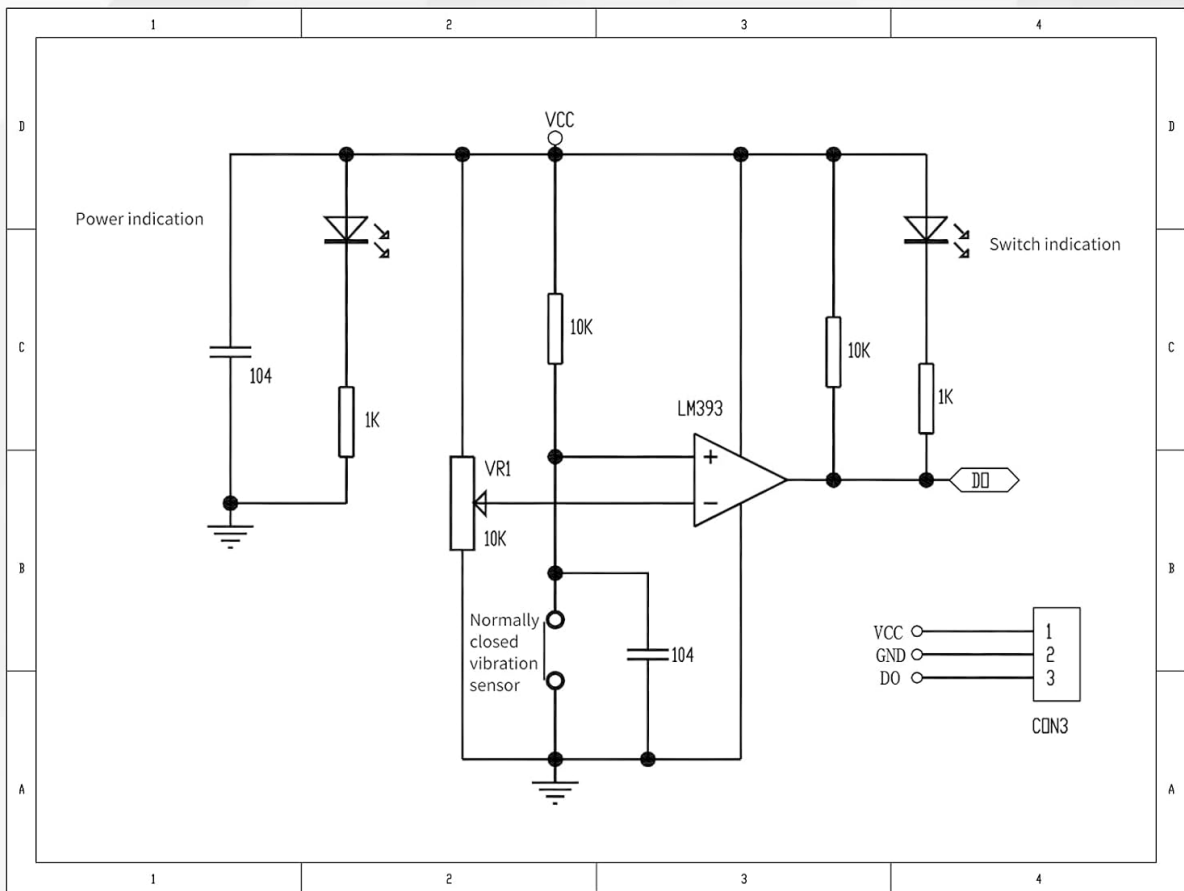 1 2 3 4
D D
VCC
Power indication
Switch indication
C C
10K
10K
104
1K
1K
LM393
+
VR1
DO
−
10K
B B
Normally
closed
vibration
sensor
104
VCC 1
GND 2
DO 3
CON3
A A
1 2 3 4